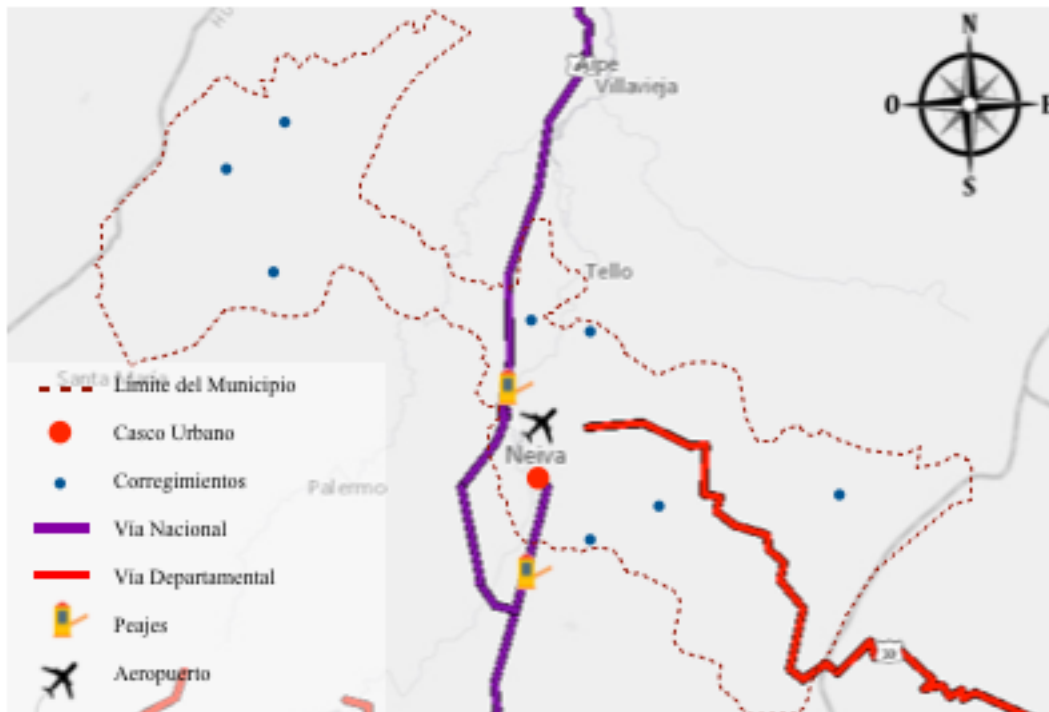 N
O
E
S
Aipe
Villavieja
Tello
Santa María
Neiva
Palermo
Límite del Municipio
Casco Urbano
Corregimientos
Vía Nacional
Vía Departamental
Peajes
Aeropuerto
30